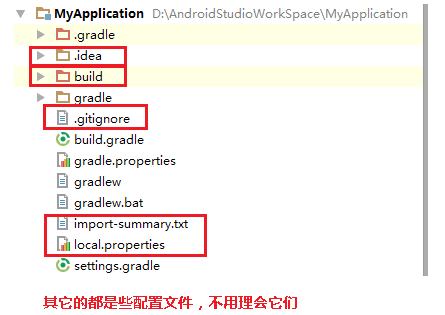 MyApplication D:\AndroidStudioWorkSpace\MyApplication
.gradle
.idea
build
gradle
.gitignore
build.gradle
gradle.properties
gradlew
gradlew.bat
import-summary.txt
local.properties
settings.gradle
其它的都是些配置文件，不用理会它们